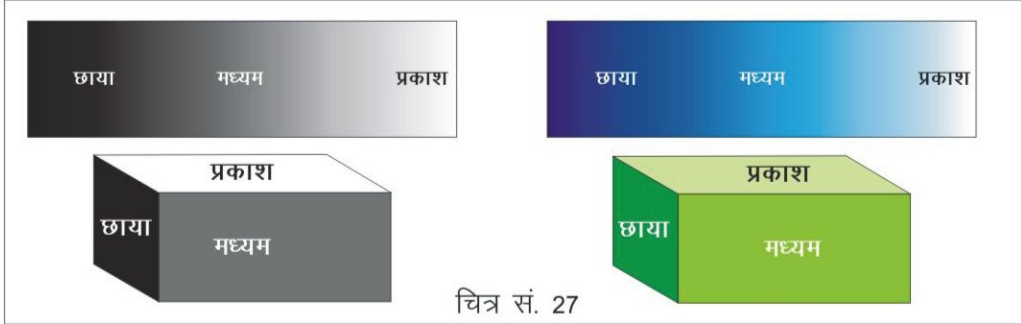 छाया मध्यम प्रकाश
छाया मध्यम प्रकाश
प्रकाश
छाया
मध्यम
प्रकाश
छाया
मध्यम
चित्र सं. 27